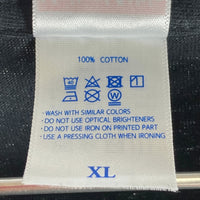 100% COTTON
- WASH WITH SIMILAR COLORS
- DO NOT USE OPTICAL BRIGHTENERS
- DO NOT USE IRON ON PRINTED PART
- USE A PRESSING CLOTH WHEN IRONING
XL